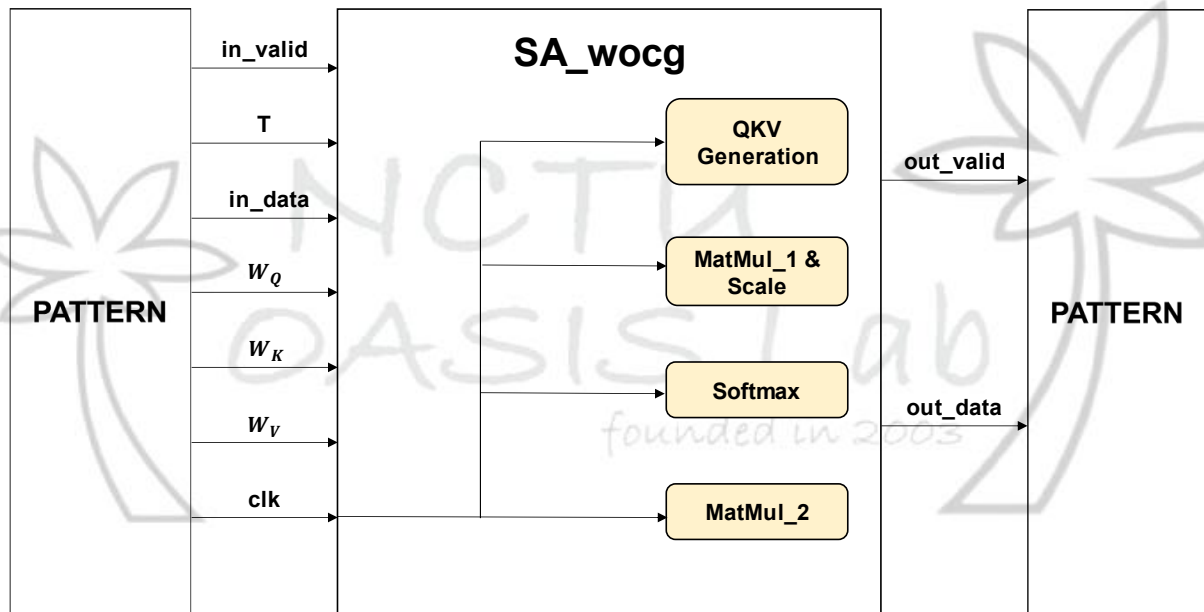 SA_wocg
in_valid
T
in_data
W_Q
W_K
W_V
clk
PATTERN
QKV
Generation
MatMul_1 &
Scale
Softmax
MatMul_2
out_valid
out_data
PATTERN
NCTU
OASIS Lab
founded in 2003